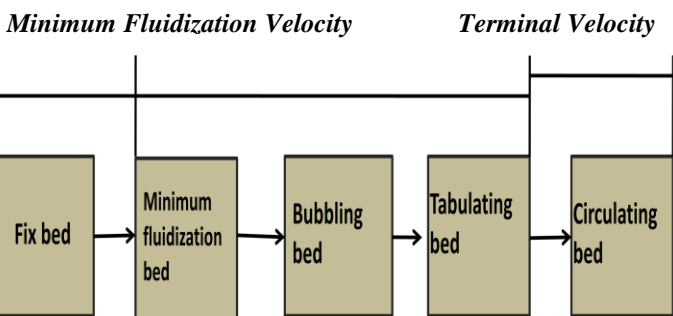 Minimum Fluidization Velocity
Terminal Velocity
Fix bed
Minimum
fluidization
bed
Bubbling
bed
Tabulating
bed
Circulating
bed